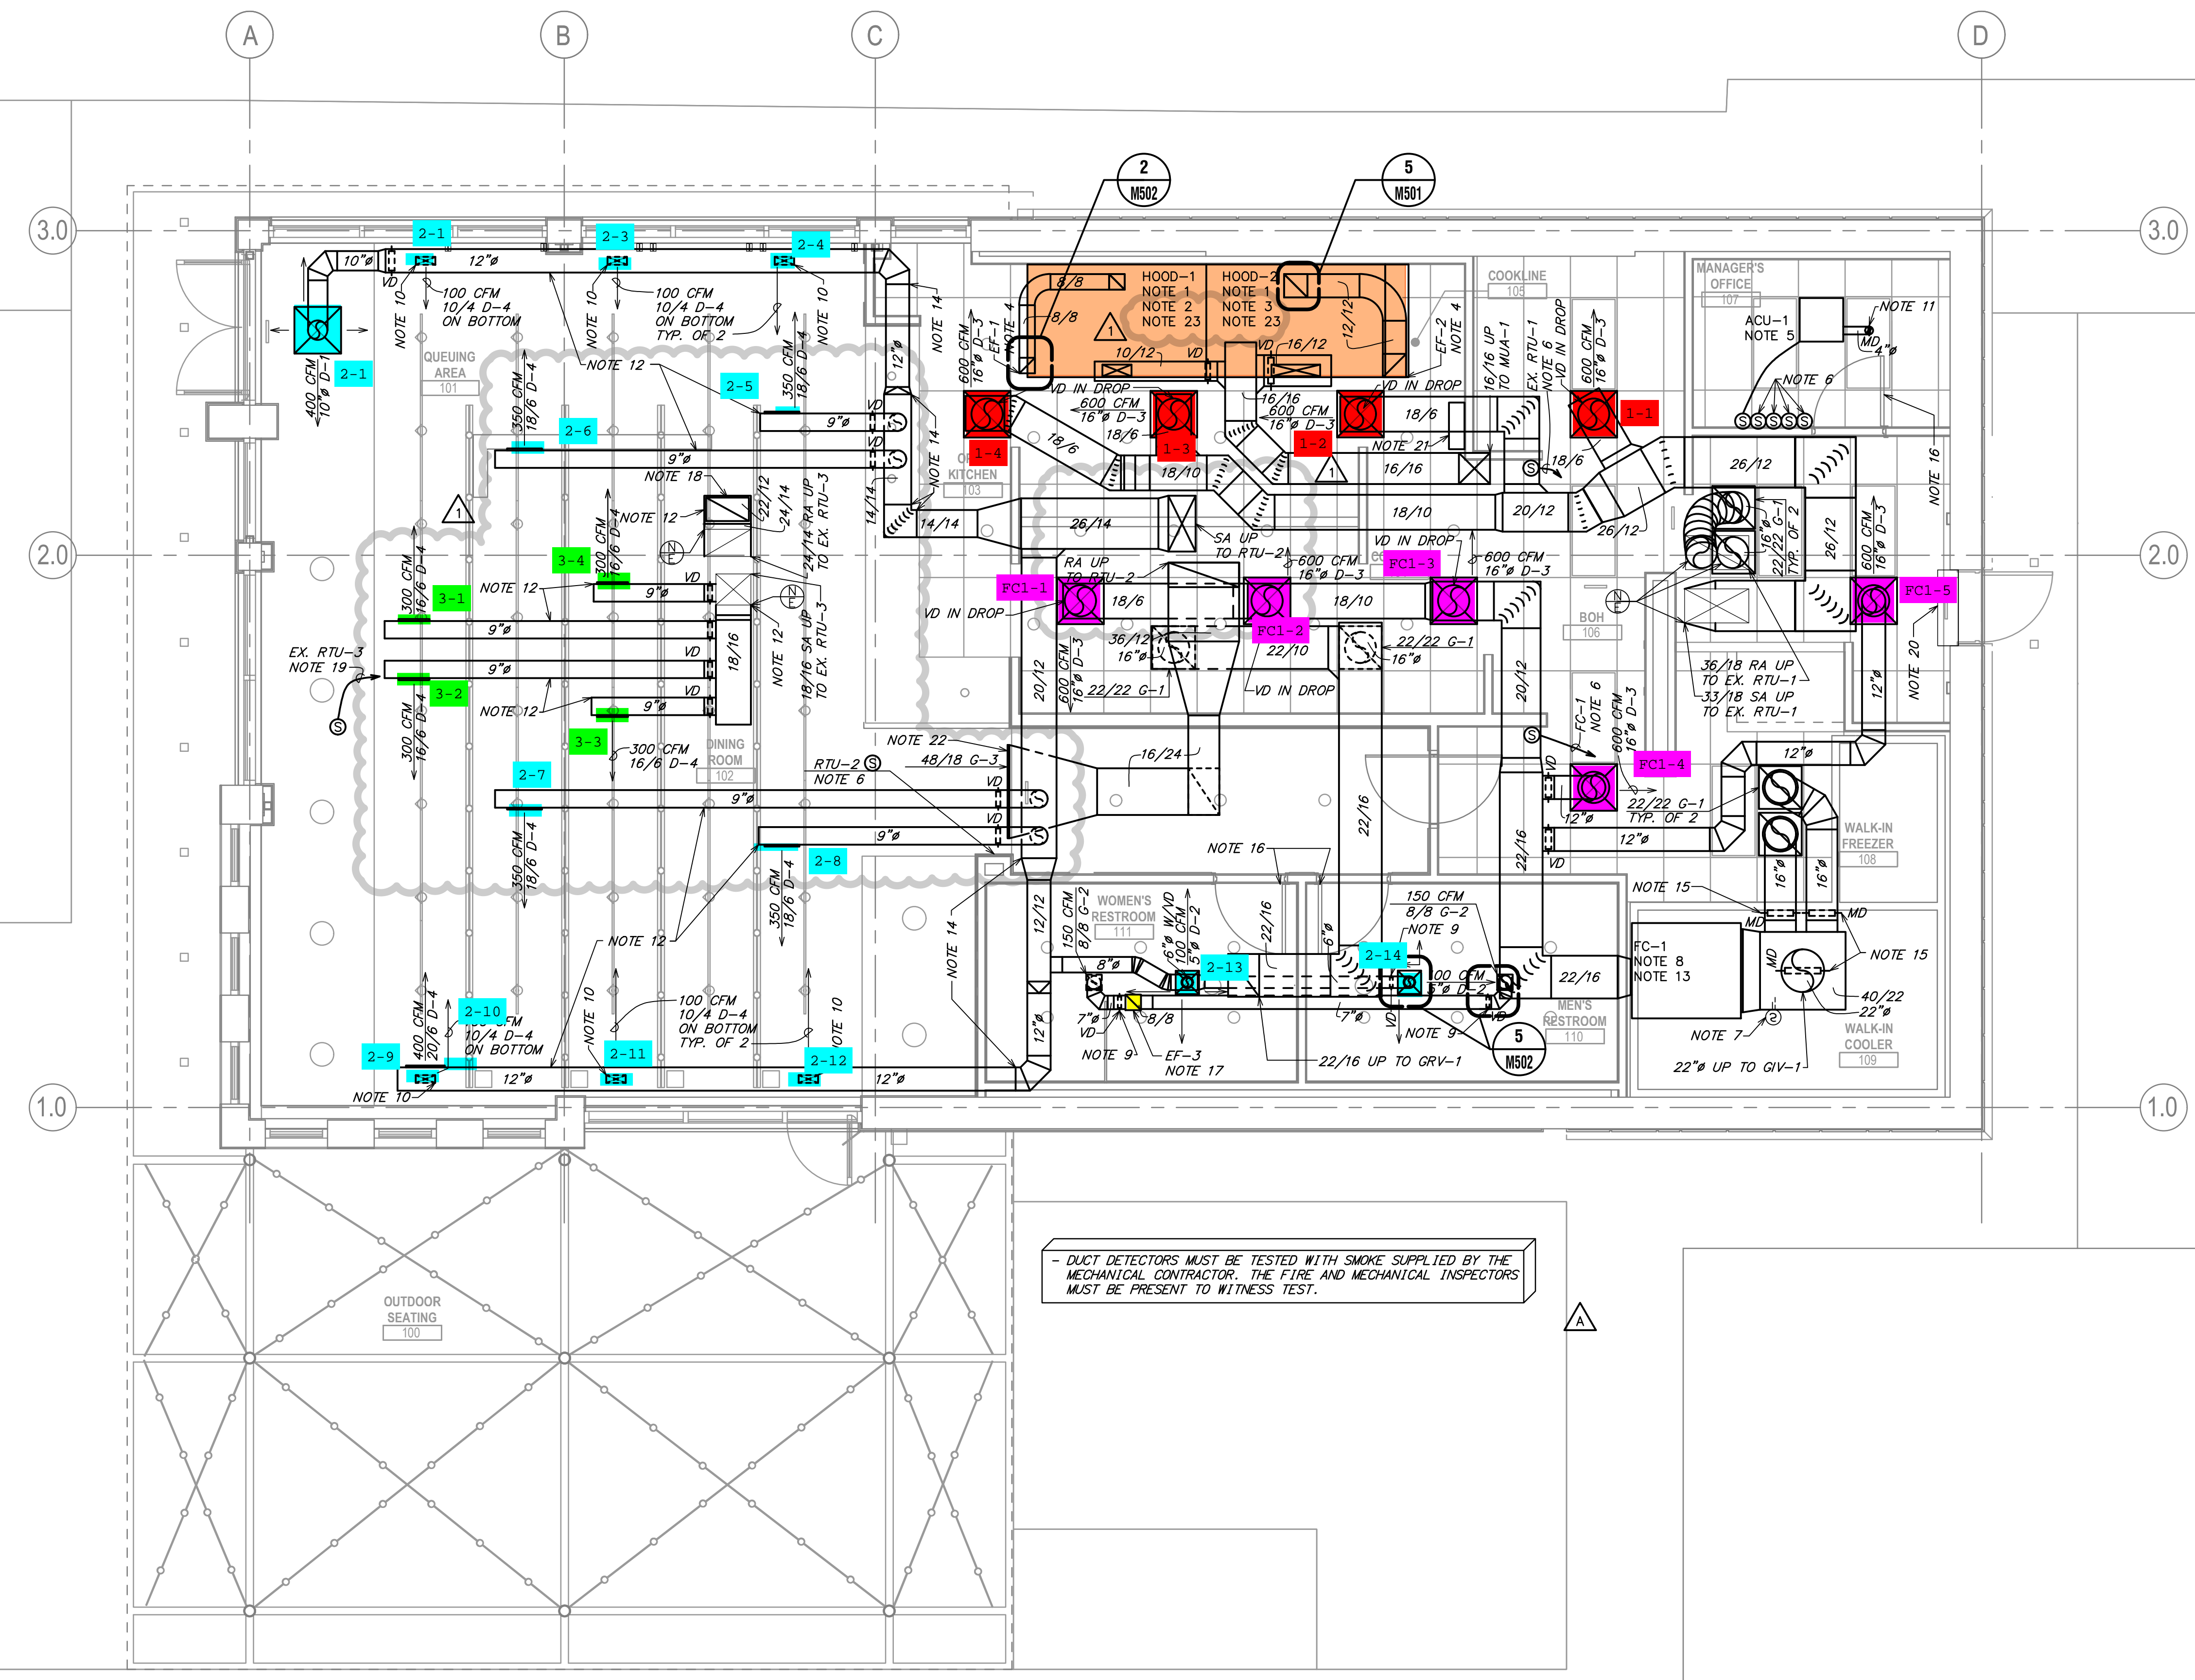 A
B
C
D
3.0
3.0
2.0
2.0
1.0
1.0
2
M502
5
M501
2-1
2-3
2-4
10"ø
VD
12"ø
NOTE 10
100 CFM
10/4 D-4
ON BOTTOM
NOTE 10
100 CFM
10/4 D-4
ON BOTTOM
TYP. OF 2
NOTE 10
NOTE 14
12"ø
2-1
400 CFM
10"ø D-1
QUEUING
AREA
101
350 CFM
18/6 D-4
NOTE 12
2-5
350 CFM
18/6 D-4
2-6
VD
9"ø
VD
9"ø
NOTE 14
14/14
14/14
NOTE 18
NOTE 12
22/12
24/14
24/14 RA UP
TO EX. RTU-3
1
N
E
3-4
300 CFM
16/6 D-4
300 CFM
16/6 D-4
NOTE 12
3-1
VD
9"ø
9"ø
VD
18/16
N
E
NOTE 12
18/16 SA UP
TO EX. RTU-3
EX. RTU-3
NOTE 19
S
9"ø
3-2
300 CFM
16/6 D-4
NOTE 12
VD
9"ø
3-3
300 CFM
16/6 D-4
DINING
ROOM
102
2-7
9"ø
VD
350 CFM
18/6 D-4
9"ø
VD
2-8
350 CFM
18/6 D-4
RTU-2 S
NOTE 6
NOTE 22
48/18 G-3
NOTE 12
NOTE 14
2-9
400 CFM
20/6 D-4
2-10
10/4 D-4
ON BOTTOM
NOTE 10
12"ø
NOTE 10
100 CFM
10/4 D-4
ON BOTTOM
TYP. OF 2
2-11
NOTE 10
2-12
12"ø
HOOD-1
NOTE 1
NOTE 2
NOTE 23
HOOD-2
NOTE 1
NOTE 3
NOTE 23
8/8
8/8
1
12/12
12/12
10/12
VD
VD
16/12
EF-1
NOTE 4
EF-2
NOTE 4
COOKLINE
105
600 CFM
16"ø D-3
VD IN DROP
600 CFM
16"ø D-3
18/6
16/16
600 CFM
16"ø D-3
VD IN DROP
18/6
16/16 UP
TO MUA-1
EX. RTU-1
NOTE 6
VD IN DROP
600 CFM
16"ø D-3
1-1
1-2
1-3
1-4
NOTE 21
S
18/6
KITCHEN
103
18/6
18/10
1
16/16
18/10
20/12
26/12
26/12
26/12
26/14
SA UP
TO RTU-2
RA UP
TO RTU-2
VD IN DROP
FC1-1
18/6
600 CFM
16"ø D-3
FC1-2
18/10
FC1-3
600 CFM
16"ø D-3
VD IN DROP
36/12
16"ø
22/10
22/22 G-1
16"ø
22/22 G-1
VD IN DROP
20/12
600 CFM
16"ø D-3
20/12
16/24
22/16
22/16
MANAGER'S
OFFICE
107
ACU-1
NOTE 5
NOTE 11
MD
4"ø
NOTE 6
S S S S S
NOTE 16
16"ø
22/22 G-1
TYP. OF 2
600 CFM
16"ø D-3
FC1-5
N
E
BOH
106
36/18 RA UP
TO EX. RTU-1
33/18 SA UP
TO EX. RTU-1
NOTE 20
12"ø
12"ø
S
FC-1
NOTE 6
600 CFM
16"ø D-3
FC1-4
VD
12"ø
12"ø
VD
22/22 G-1
TYP. OF 2
16"ø
16"ø
WALK-IN
FREEZER
108
NOTE 15
MD
MD
MD
NOTE 15
FC-1
NOTE 8
NOTE 13
40/22
22"ø
NOTE 7
S
22"ø UP TO GIV-1
WALK-IN
COOLER
109
NOTE 16
12/12
12"ø
150 CFM
8/8 G-2
WOMEN'S
RESTROOM
111
8"ø
6"ø W/VD
100 CFM
5"ø D-2
2-13
22/16
6"ø
150 CFM
8/8 G-2
NOTE 9
2-14
5"ø D-2
22/16
7"ø
VD
8/8
NOTE 9
EF-3
NOTE 17
7"ø
VD
NOTE 9
VD
22/16 UP TO GRV-1
5
M502
MEN'S
RESTROOM
110
OUTDOOR
SEATING
100
- DUCT DETECTORS MUST BE TESTED WITH SMOKE SUPPLIED BY THE
MECHANICAL CONTRACTOR. THE FIRE AND MECHANICAL INSPECTORS
MUST BE PRESENT TO WITNESS TEST.
A